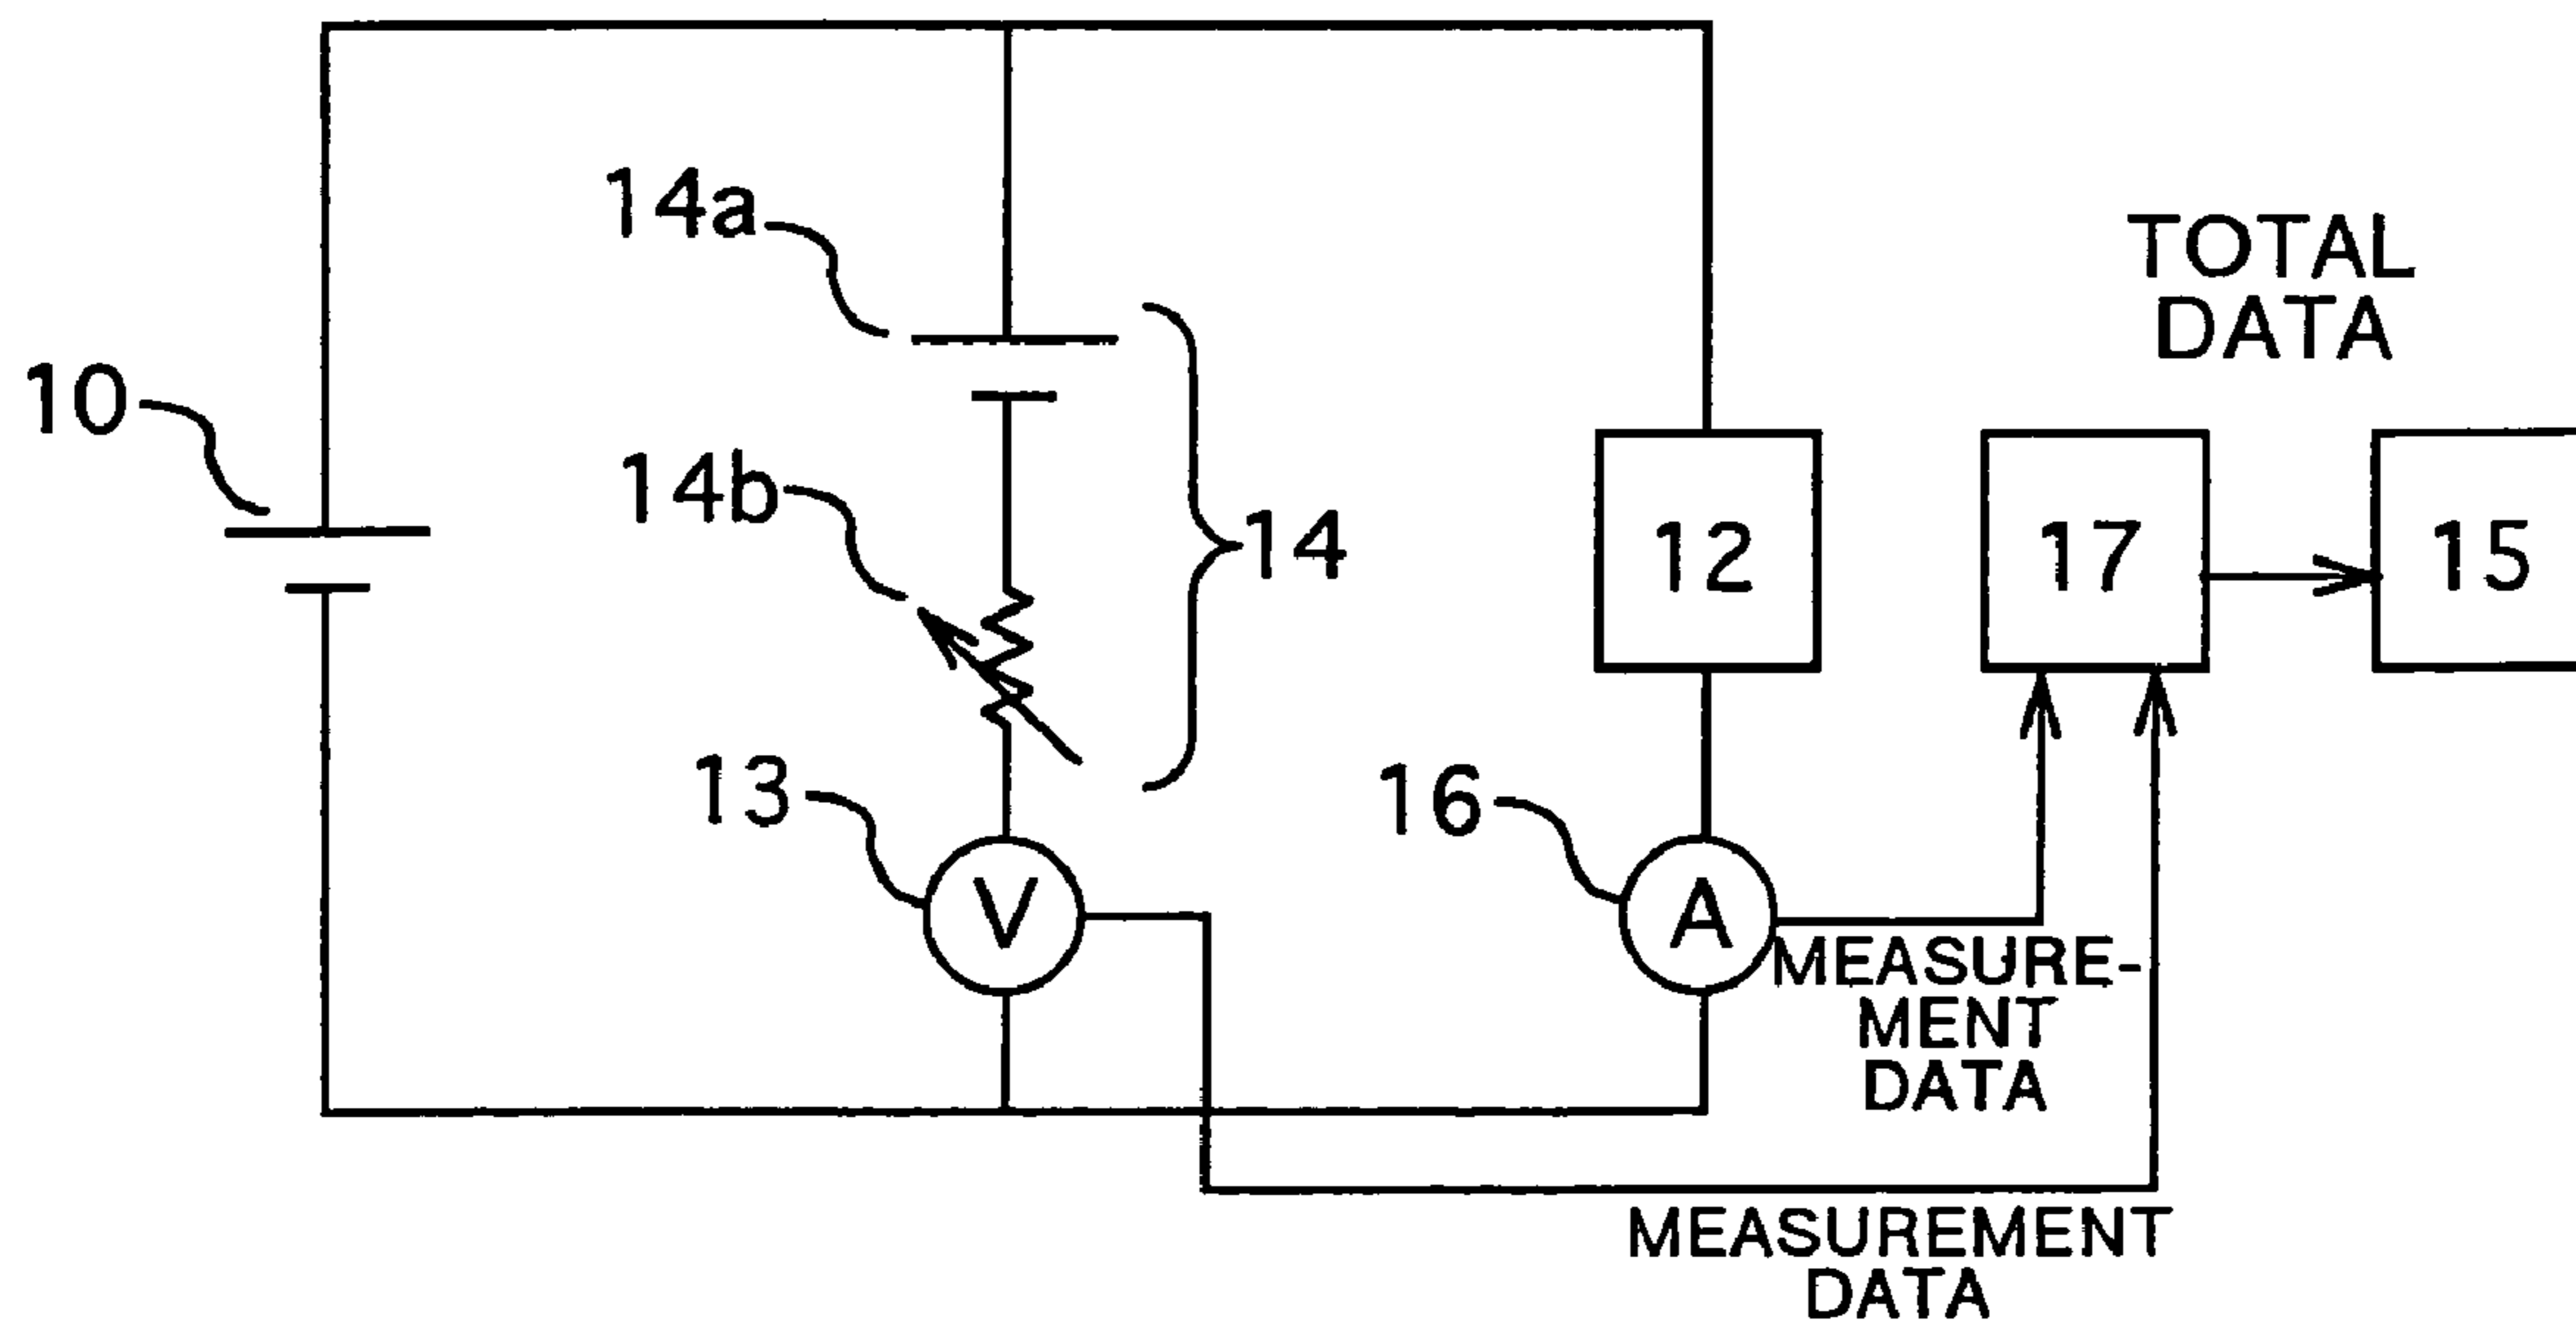 14a
TOTAL
DATA
10
14b
14
12
17
15
13
16
V
A
MEASURE-
MENT
DATA
MEASUREMENT
DATA